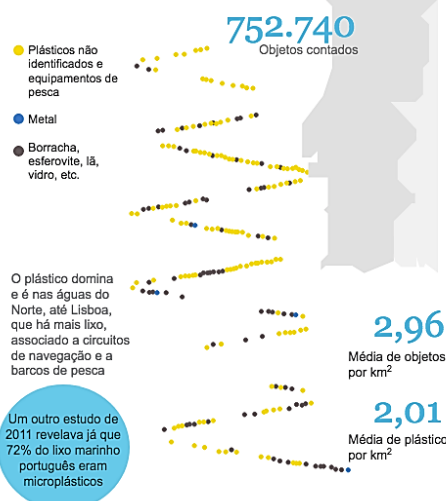 752.740
Objetos contados
Plásticos não
identificados e
equipamentos de
pesca
Metal
Borracha,
esferovite, lã,
vidro, etc.
O plástico domina
e é nas águas do
Norte, até Lisboa,
que há mais lixo,
associado a circuitos
de navegação e a
barcos de pesca
2,96
Média de objetos
por km²
2,01
Média de plástico
por km²
Um outro estudo de
2011 revelava já que
72% do lixo marinho
português eram
microplásticos